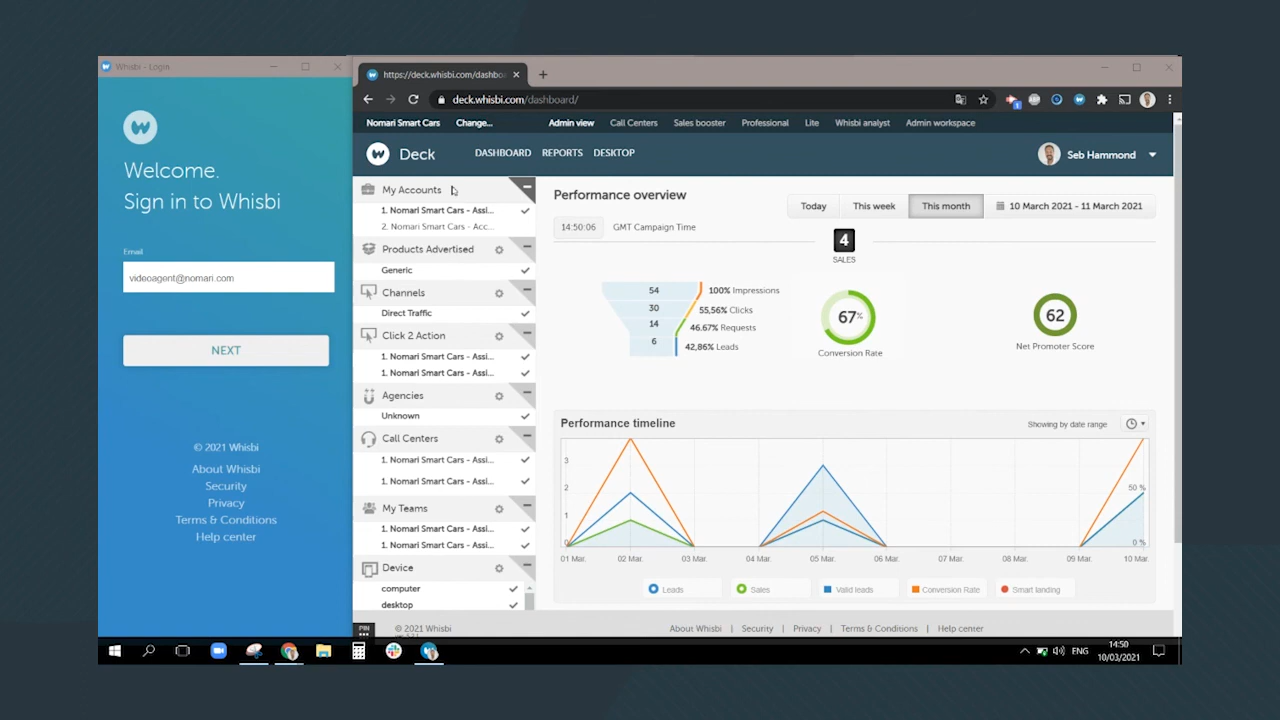 Whisbi - Login
Welcome.
Sign in to Whisbi
Email
videoagent@nomari.com
NEXT
© 2021 Whisbi
About Whisbi
Security
Privacy
Terms & Conditions
Help center
https://deck.whisbi.com/dashbo
deck.whisbi.com/dashboard/
Nomari Smart Cars Change... Admin view Call Centers Sales booster Professional Lite Whisbi analyst Admin workspace
Deck DASHBOARD REPORTS DESKTOP Seb Hammond
My Accounts
1. Nomari Smart Cars - Assi...
2. Nomari Smart Cars - Acc...
Products Advertised
Generic
Channels
Direct Traffic
Click 2 Action
1. Nomari Smart Cars - Assi...
1. Nomari Smart Cars - Assi...
Agencies
Unknown
Call Centers
1. Nomari Smart Cars - Assi...
1. Nomari Smart Cars - Assi...
My Teams
1. Nomari Smart Cars - Assi...
1. Nomari Smart Cars - Assi...
Device
computer
desktop
Performance overview
Today This week This month 10 March 2021 - 11 March 2021
14:50:06 GMT Campaign Time
4
SALES
54 100% Impressions
30 55,56% Clicks
14 46.67% Requests
6 42,86% Leads
67%
Conversion Rate
62
Net Promoter Score
Performance timeline
Showing by date range
3
2
1
0
50 %
0 %
01 Mar. 02 Mar. 03 Mar. 04 Mar. 05 Mar. 06 Mar. 07 Mar. 08 Mar. 09 Mar. 10 Mar.
Leads Sales Valid leads Conversion Rate Smart landing
PIN
© 2021 Whisbi
About Whisbi | Security | Privacy | Terms & Conditions | Help center
ENG
14:50
10/03/2021